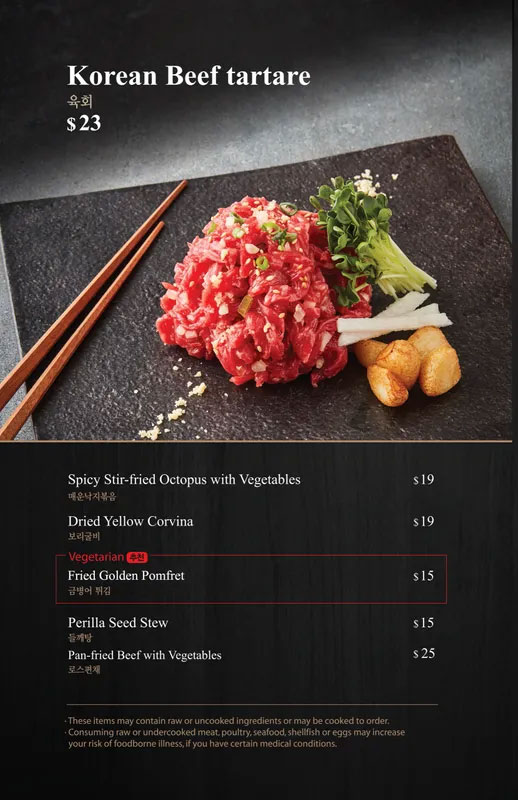 Korean Beef tartare
육회
$ 23
Spicy Stir-fried Octopus with Vegetables $ 19
매운낙지볶음
Dried Yellow Corvina $ 19
보리굴비
Vegetarian 추천
Fried Golden Pomfret $ 15
금병어 튀김
Perilla Seed Stew $ 15
들깨탕
Pan-fried Beef with Vegetables $ 25
로스편채
· These items may contain raw or uncooked ingredients or may be cooked to order.
· Consuming raw or undercooked meat, poultry, seafood, shellfish or eggs may increase
your risk of foodborne illness, if you have certain medical conditions.